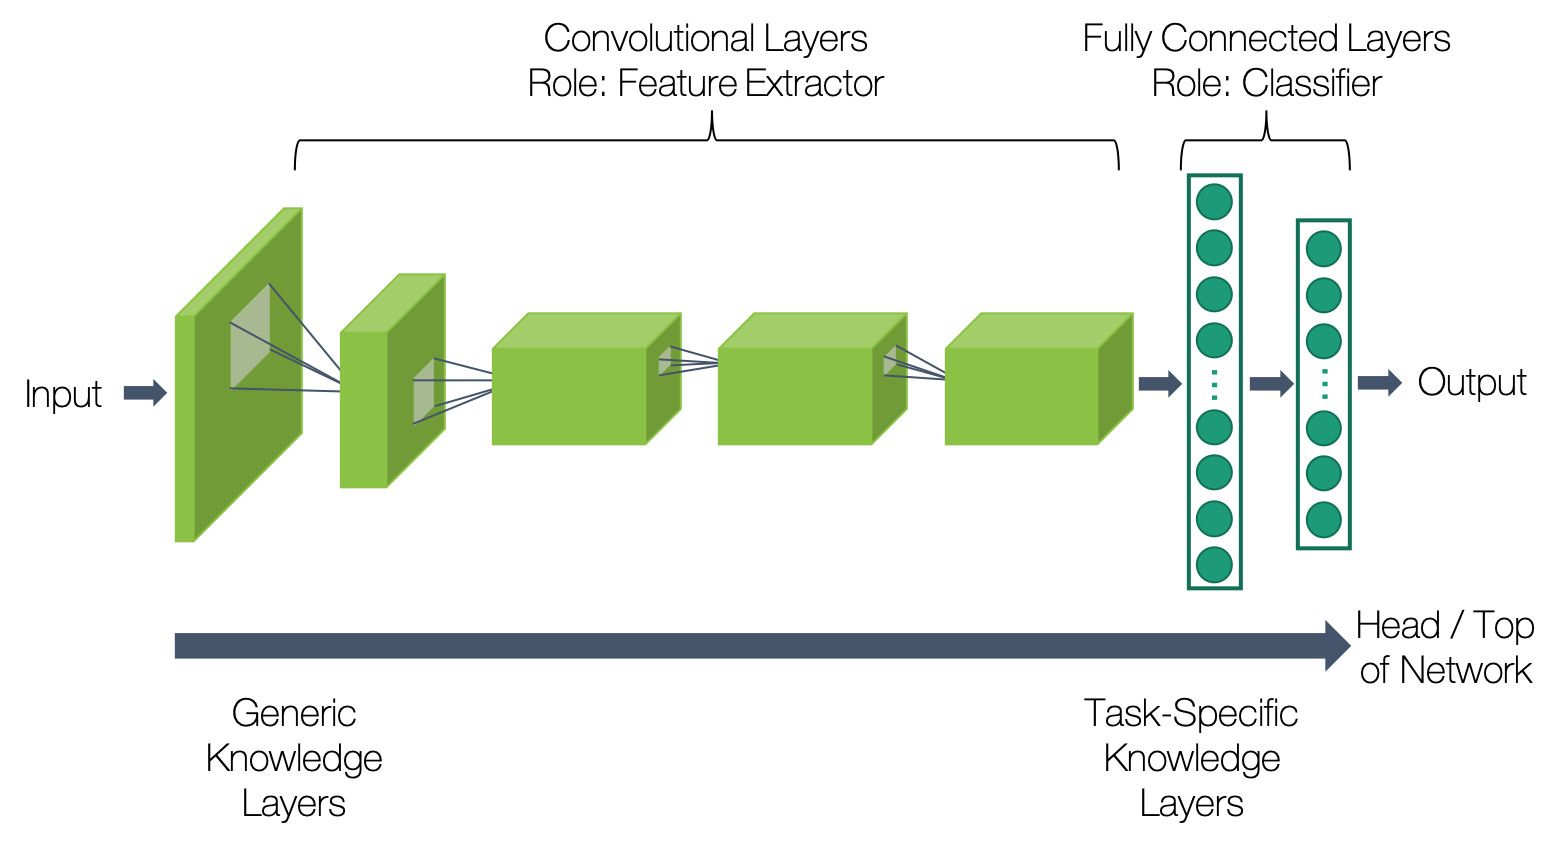 Convolutional Layers
Role: Feature Extractor
Fully Connected Layers
Role: Classifier
Input
Output
Head / Top
of Network
Generic
Knowledge
Layers
Task-Specific
Knowledge
Layers